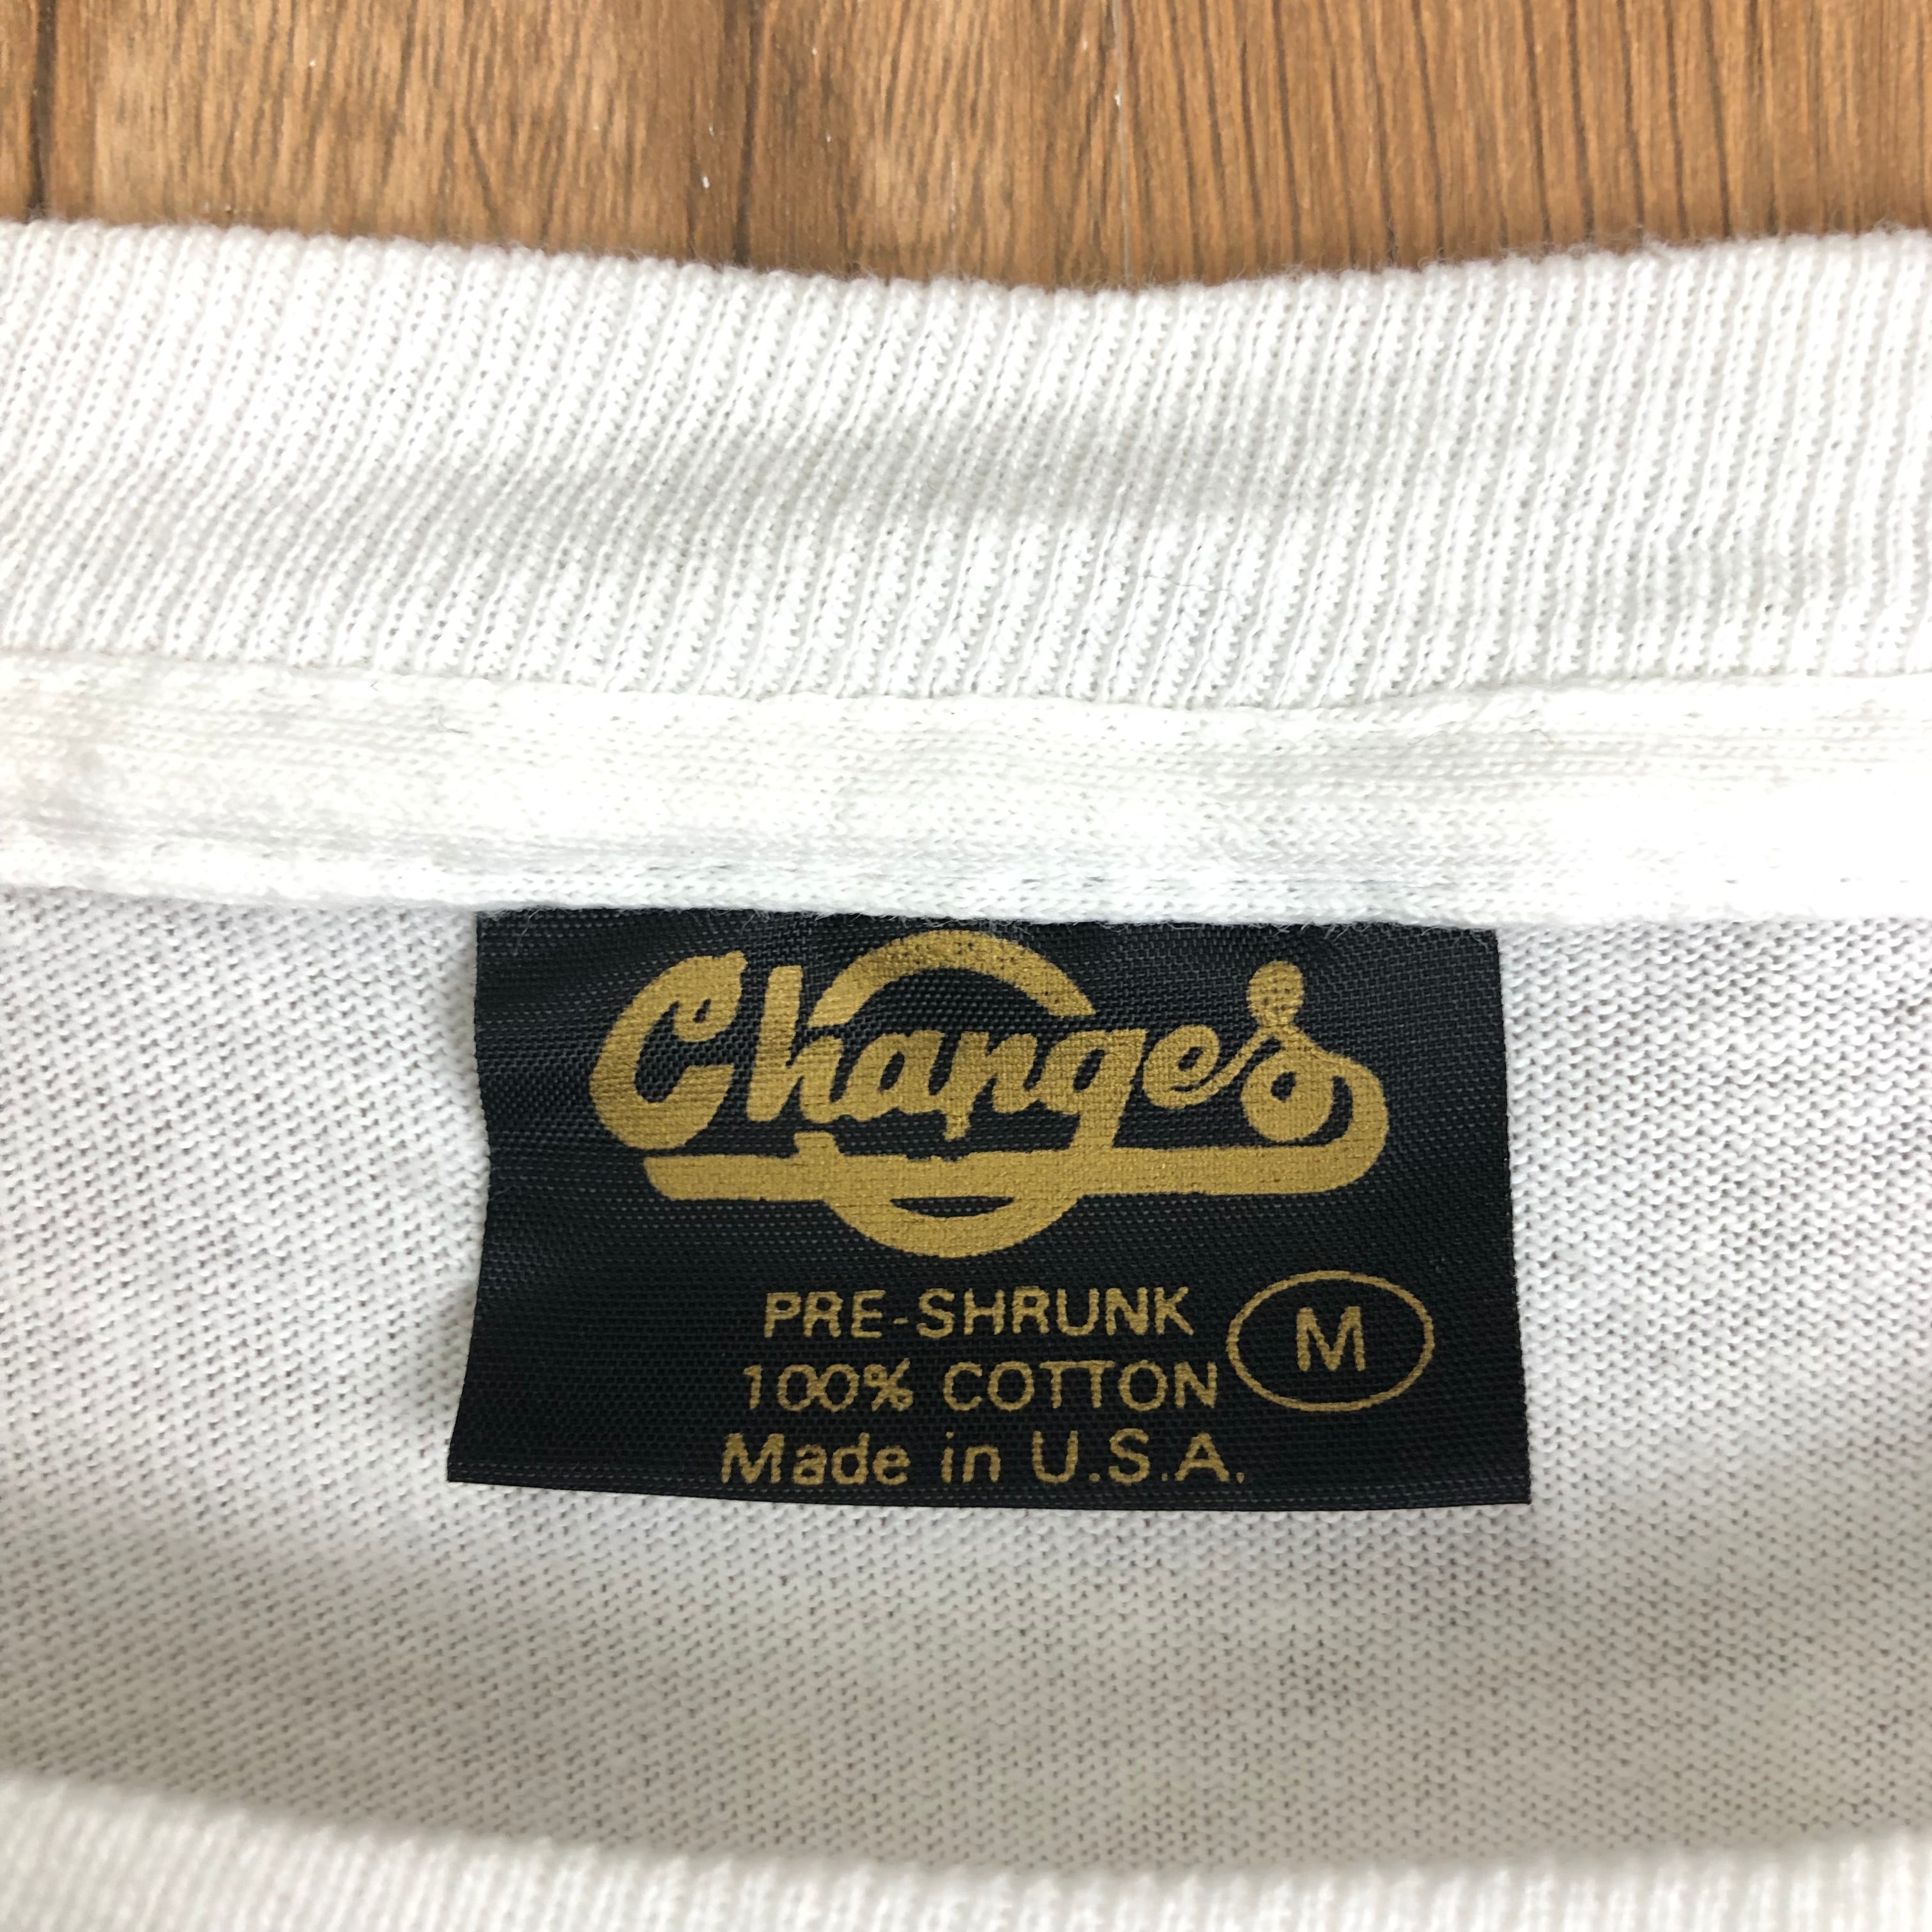 Changes
PRE-SHRUNK
100% COTTON
M
Made in U.S.A.